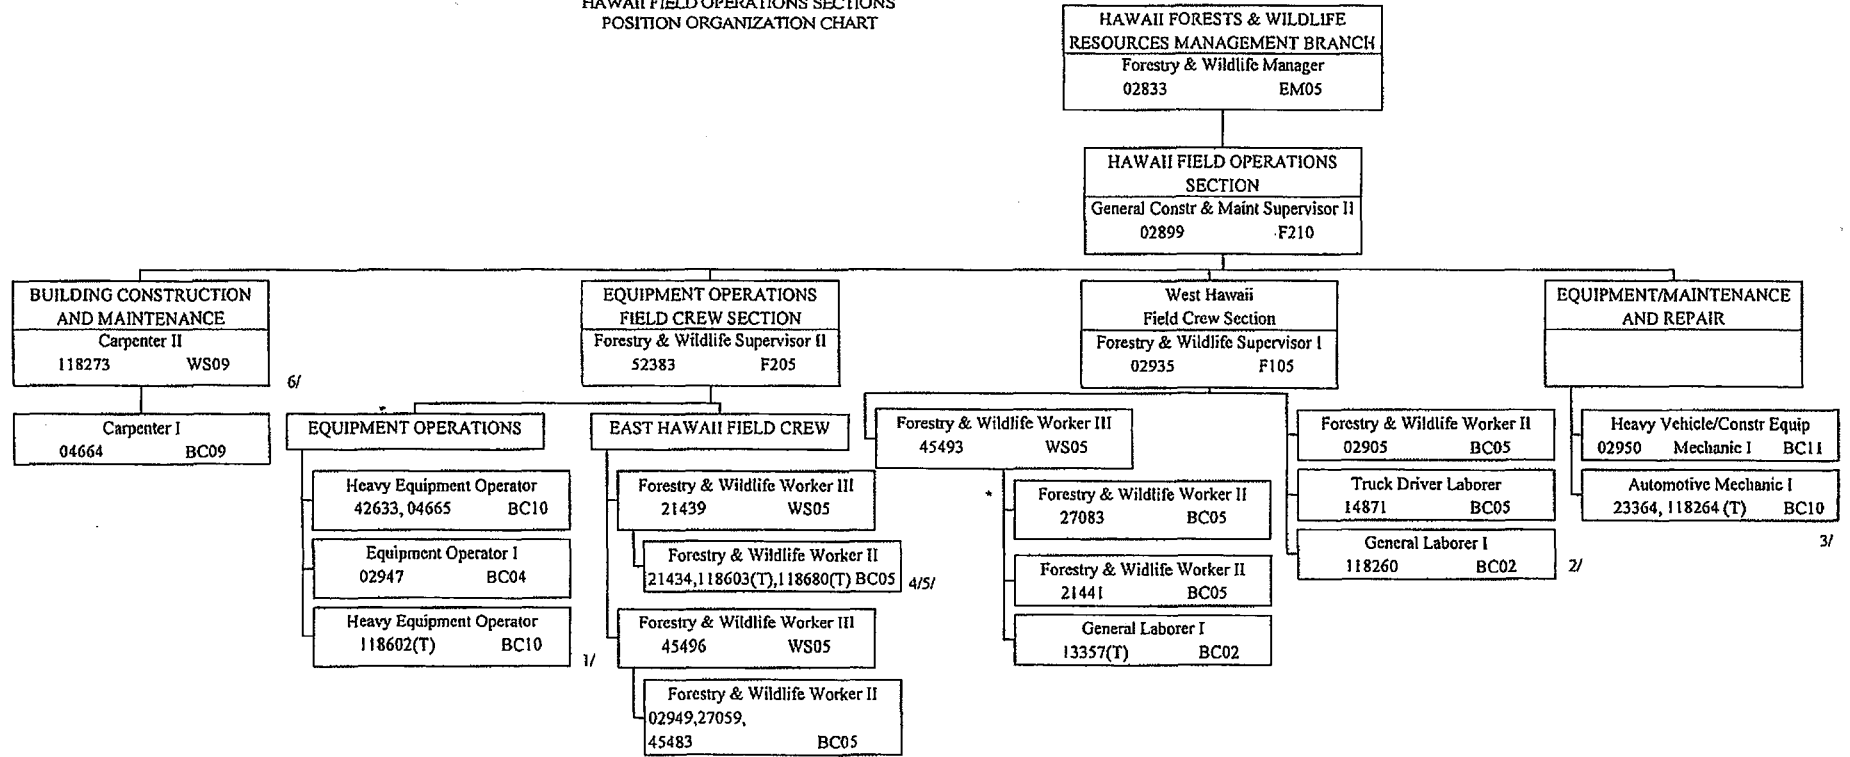 HAWAII FIELD OPERATIONS SECTIONS
POSITION ORGANIZATION CHART
HAWAII FORESTS & WILDLIFE
RESOURCES MANAGEMENT BRANCH
Forestry & Wildlife Manager
02833 EM05
HAWAII FIELD OPERATIONS
SECTION
General Constr & Maint Supervisor II
02899 F210
BUILDING CONSTRUCTION
AND MAINTENANCE
Carpenter II
118273 WS09
6/
Carpenter I
04664 BC09
EQUIPMENT OPERATIONS
FIELD CREW SECTION
Forestry & Wildlife Supervisor II
52383 F205
*
EQUIPMENT OPERATIONS
Heavy Equipment Operator
42633, 04665 BC10
Equipment Operator I
02947 BC04
Heavy Equipment Operator
118602(T) BC10
1/
EAST HAWAII FIELD CREW
Forestry & Wildlife Worker III
21439 WS05
Forestry & Wildlife Worker II
21434,118603(T),118680(T) BC05
4/5/
Forestry & Wildlife Worker III
45496 WS05
Forestry & Wildlife Worker II
02949,27059,
45483 BC05
West Hawaii
Field Crew Section
Forestry & Wildlife Supervisor I
02935 F105
Forestry & Wildlife Worker III
45493 WS05
*
Forestry & Wildlife Worker II
27083 BC05
Forestry & Widlife Worker II
21441 BC05
General Laborer I
13357(T) BC02
Forestry & Wildlife Worker II
02905 BC05
Truck Driver Laborer
14871 BC05
General Laborer I
118260 BC02
2/
EQUIPMENT/MAINTENANCE
AND REPAIR
Heavy Vehicle/Constr Equip
02950 Mechanic I BC11
Automotive Mechanic I
23364, 118264 (T) BC10
3/